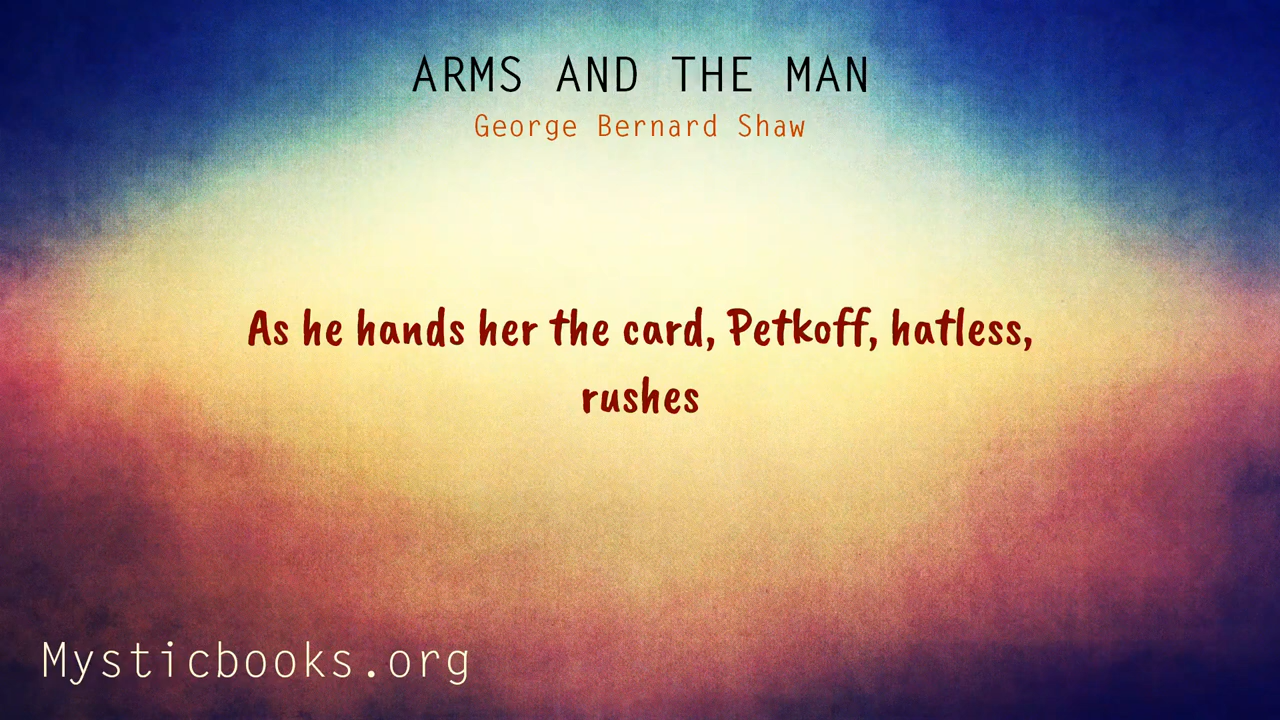 ARMS AND THE MAN
George Bernard Shaw
As he hands her the card, Petkoff, hatless,
rushes
Mysticbooks.org